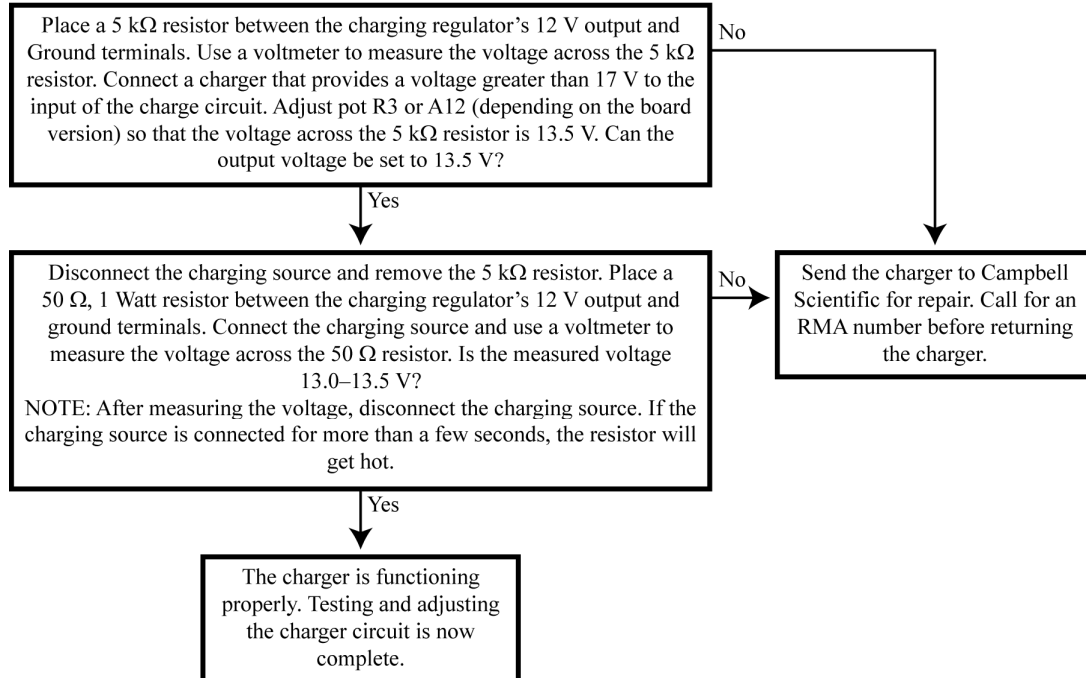 Place a 5 kΩ resistor between the charging regulator's 12 V output and
Ground terminals. Use a voltmeter to measure the voltage across the 5 kΩ
resistor. Connect a charger that provides a voltage greater than 17 V to the
input of the charge circuit. Adjust pot R3 or A12 (depending on the board
version) so that the voltage across the 5 kΩ resistor is 13.5 V. Can the
output voltage be set to 13.5 V?
No
Yes
Disconnect the charging source and remove the 5 kΩ resistor. Place a
50 Ω, 1 Watt resistor between the charging regulator's 12 V output and
ground terminals. Connect the charging source and use a voltmeter to
measure the voltage across the 50 Ω resistor. Is the measured voltage
13.0–13.5 V?
NOTE: After measuring the voltage, disconnect the charging source. If the
charging source is connected for more than a few seconds, the resistor will
get hot.
No
Send the charger to Campbell
Scientific for repair. Call for an
RMA number before returning
the charger.
Yes
The charger is functioning
properly. Testing and adjusting
the charger circuit is now
complete.